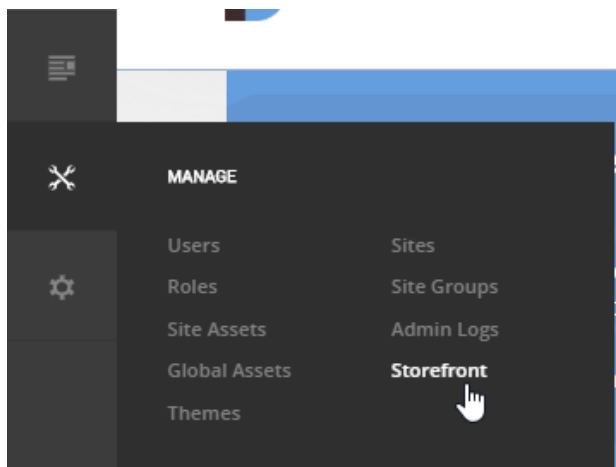 MANAGE
Users
Roles
Site Assets
Global Assets
Themes
Sites
Site Groups
Admin Logs
Storefront